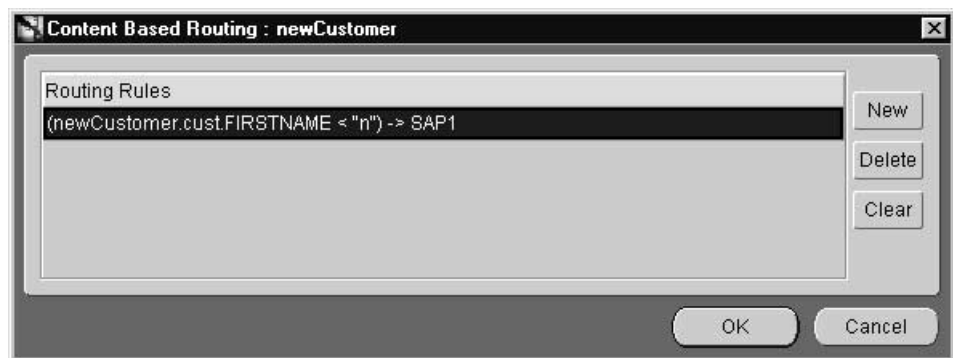 Content Based Routing : newCustomer
Routing Rules
(newCustomer.cust.FIRSTNAME < "n") -> SAP1
New
Delete
Clear
OK
Cancel